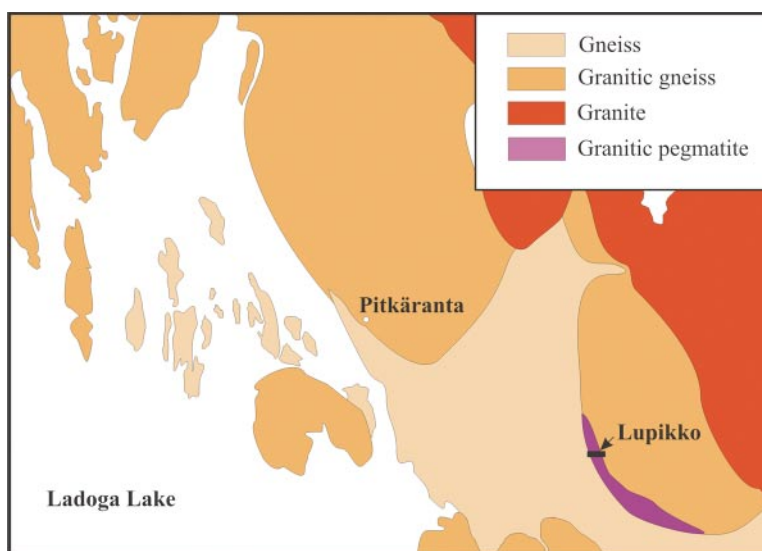 Gneiss
Granitic gneiss
Granite
Granitic pegmatite
Pitkäranta
Lupikko
Ladoga Lake